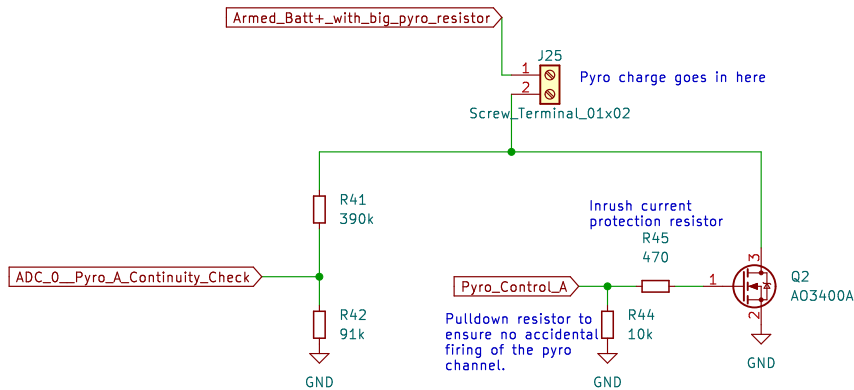 Armed_Batt+_with_big_pyro_resistor
J25
1
2
Pyro charge goes in here
Screw_Terminal_01x02
R41
390k
Inrush current
protection resistor
R45
470
3
ADC_0__Pyro_A_Continuity_Check
Pyro_Control_A
1
Q2
AO3400A
2
R42
91k
Pulldown resistor to
ensure no accidental
firing of the pyro
channel.
R44
10k
GND
GND
GND